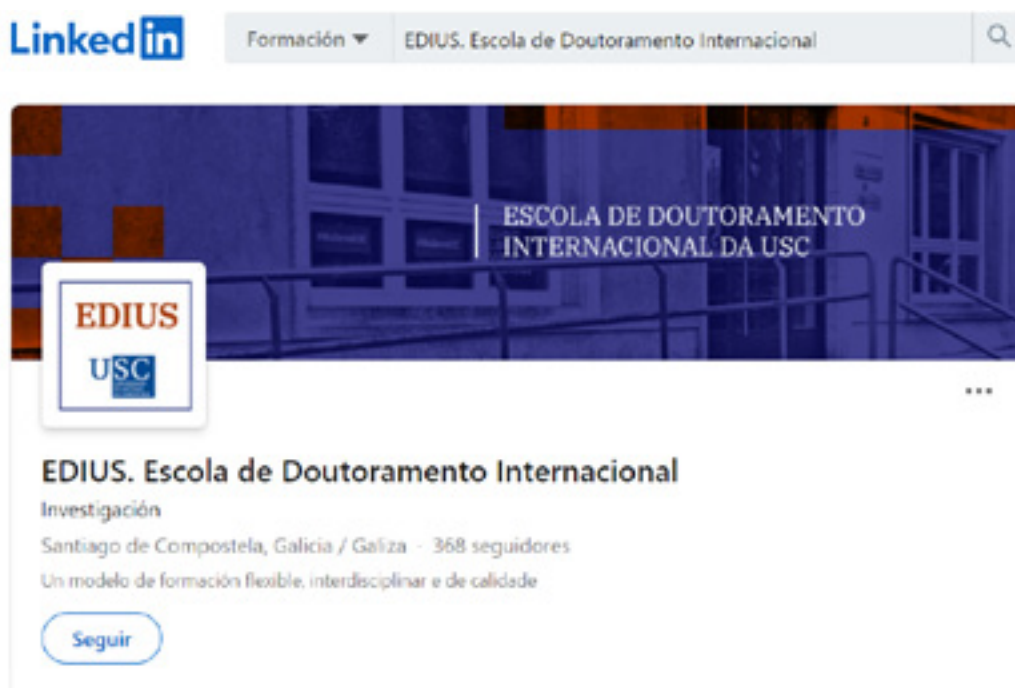 Linked in
Formación
EDIUS. Escola de Doutoramento Internacional
ESCOLA DE DOUTORAMENTO
INTERNACIONAL DA USC
EDIUS
USC
EDIUS. Escola de Doutoramento Internacional
Investigación
Santiago de Compostela, Galicia / Galiza · 368 seguidores
Un modelo de formación flexible, interdisciplinar e de calidade
Seguir